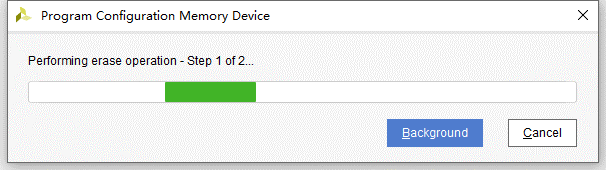 Program Configuration Memory Device
Performing erase operation - Step 1 of 2...
Background
Cancel